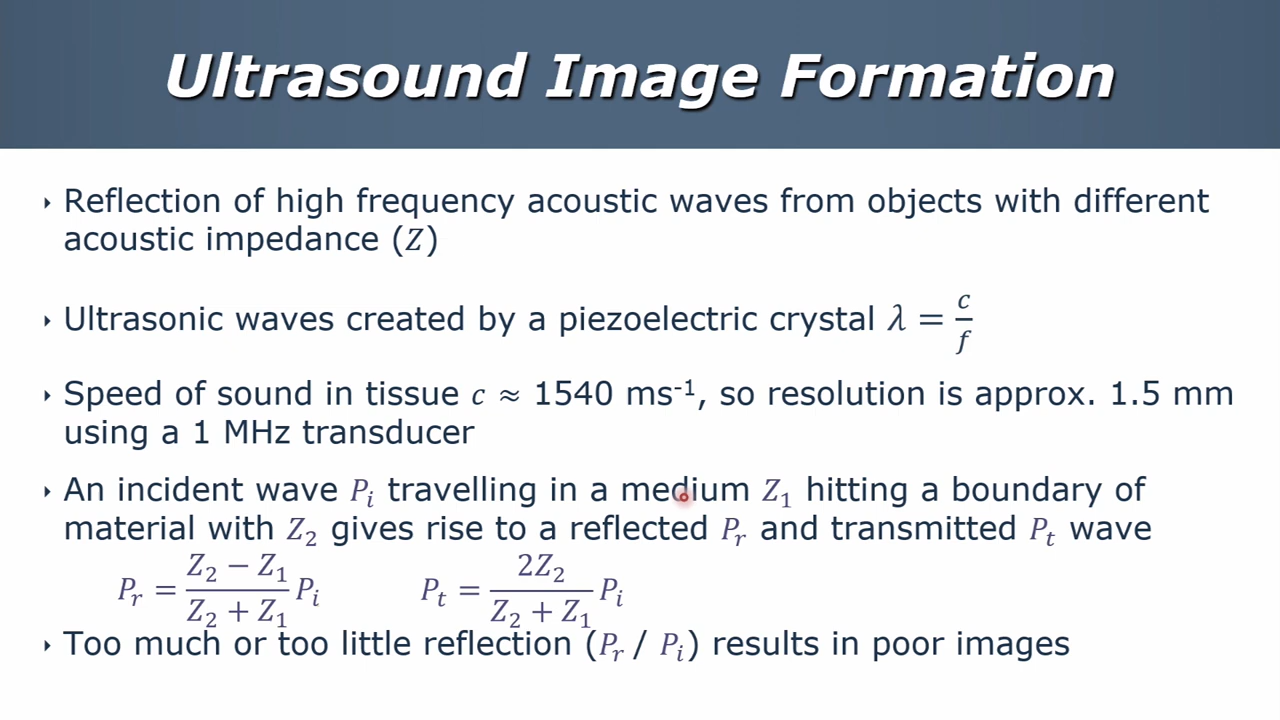 Ultrasound Image Formation
Reflection of high frequency acoustic waves from objects with different
acoustic impedance (Z)
Ultrasonic waves created by a piezoelectric crystal λ = c/f
Speed of sound in tissue c ≈ 1540 ms⁻¹, so resolution is approx. 1.5 mm
using a 1 MHz transducer
An incident wave Pᵢ travelling in a medium Z₁ hitting a boundary of
material with Z₂ gives rise to a reflected Pᵣ and transmitted Pₜ wave
Pᵣ = (Z₂ − Z₁)/(Z₂ + Z₁) Pᵢ Pₜ = 2Z₂/(Z₂ + Z₁) Pᵢ
Too much or too little reflection (Pᵣ / Pᵢ) results in poor images